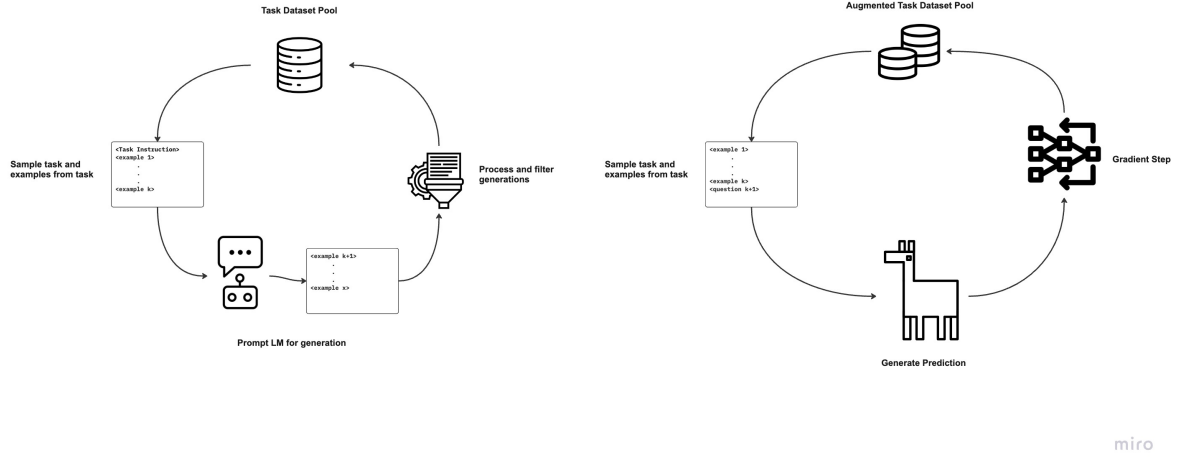 Task Dataset Pool
Sample task and
examples from task
<Task Instruction>
<example 1>
.
.
.
<example k>
Process and filter
generations
<example k+1>
.
.
.
<example x>
Prompt LM for generation
Augmented Task Dataset Pool
Sample task and
examples from task
<example 1>
.
.
.
<example k>
<question k+1>
Gradient Step
Generate Prediction
miro